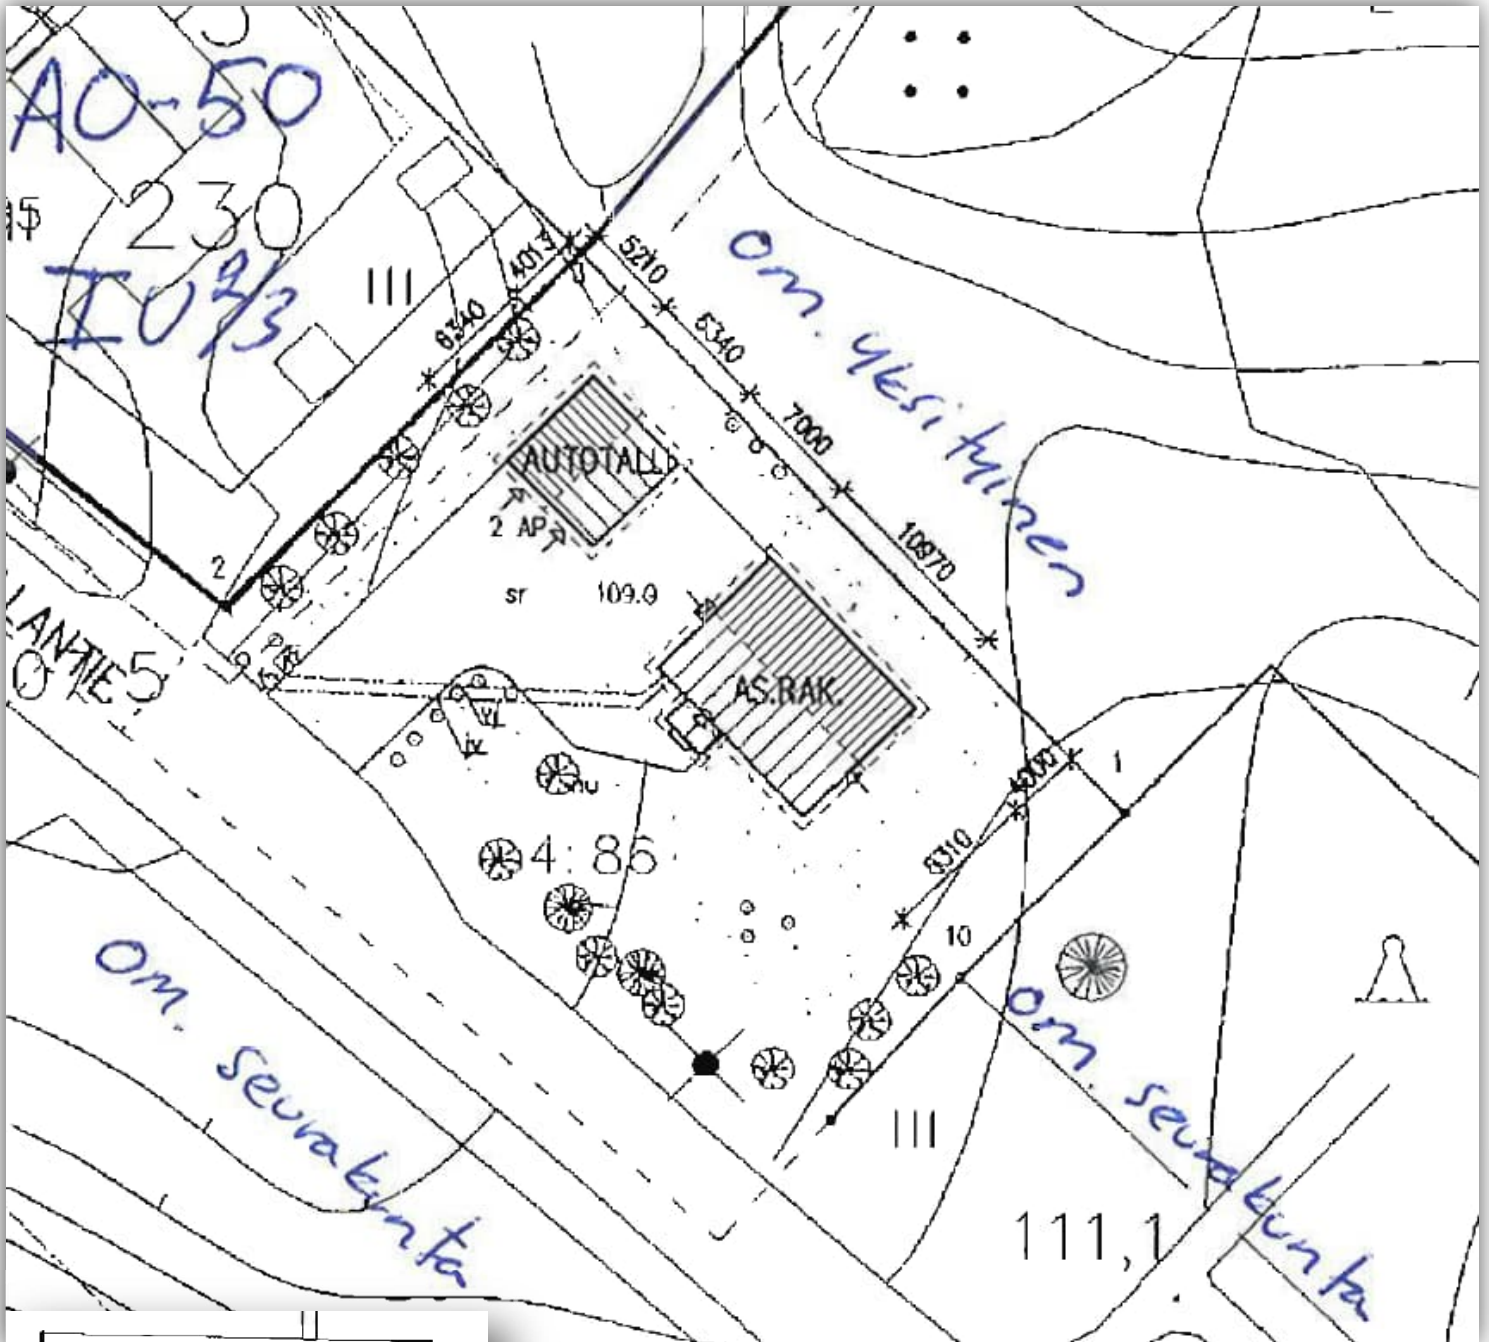 AO-50
230
III
I U 2/3
4013
5210
6340
6340
7000
10970
om. yksityinen
AUTOTALLI
2 AP
sr 109.0
AS.RAK.
2
LANTIE
YL
jv
4:86
4000
1
6310
10
om. seurakunta
om. seurakunta
III
111,1